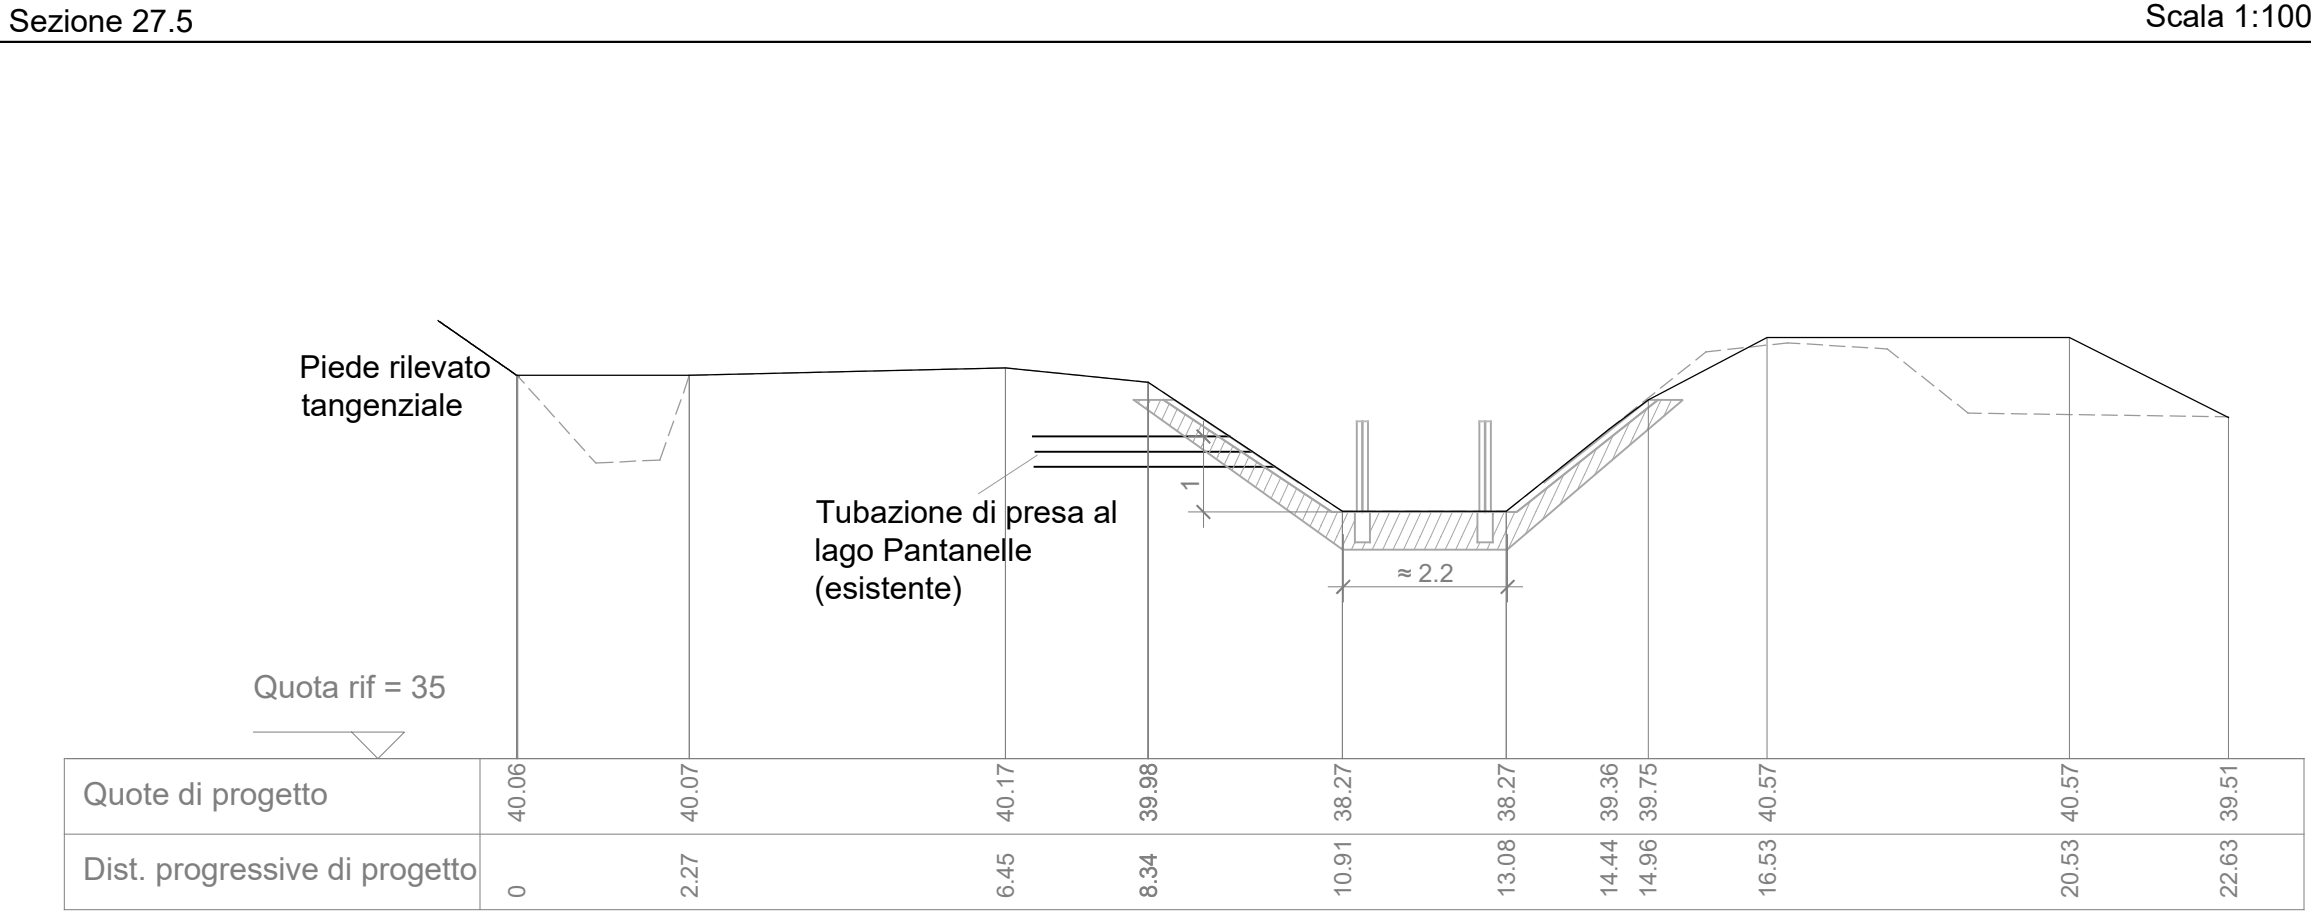 Sezione 27.5
Scala 1:100
Piede rilevato
tangenziale
Tubazione di presa al
lago Pantanelle
(esistente)
1
≈ 2.2
Quota rif = 35
Quote di progetto
40.06
40.07
40.17
39.98
38.27
38.27
39.36
39.75
40.57
40.57
39.51
Dist. progressive di progetto
0
2.27
6.45
8.34
10.91
13.08
14.44
14.96
16.53
20.53
22.63